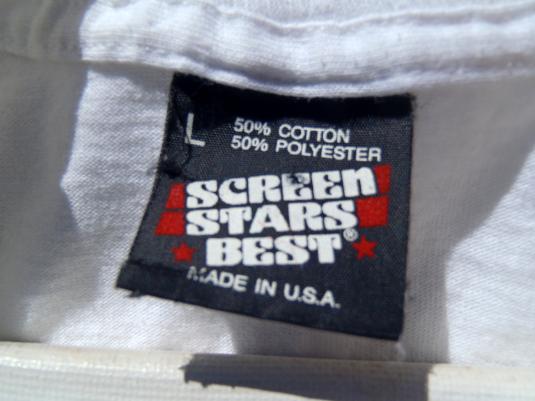 L
50% COTTON
50% POLYESTER
SCREEN
STARS
BEST®
MADE IN U.S.A.